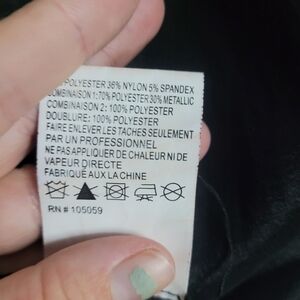 POLYESTER 36% NYLON 5% SPANDEX
COMBINAISON 1: 70% POLYESTER 30% METALLIC
COMBINAISON 2: 100% POLYESTER
DOUBLURE: 100% POLYESTER
FAIRE ENLEVER LES TACHES SEULEMENT
PAR UN PROFESSIONNEL
NE PAS APPLIQUER DE CHALEUR NI DE
VAPEUR DIRECTE
FABRIQUÉ AUX LA CHINE
RN # 105059